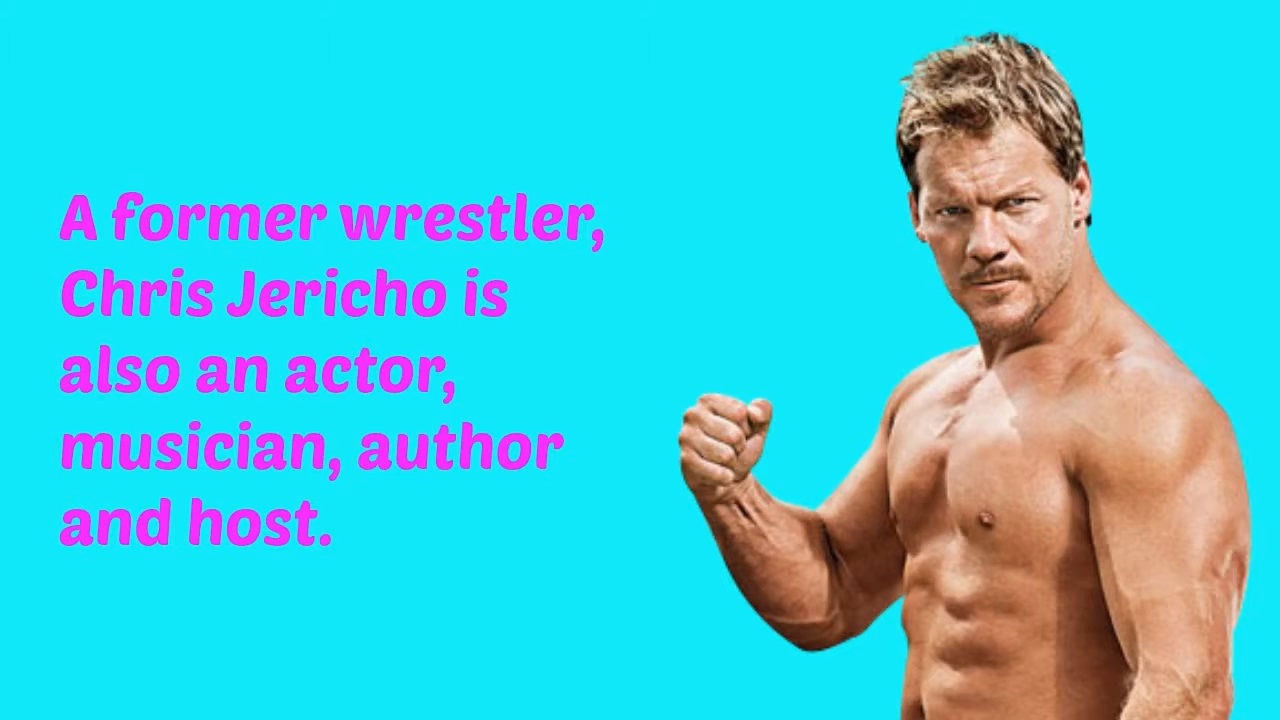 A former wrestler,
Chris Jericho is
also an actor,
musician, author
and host.